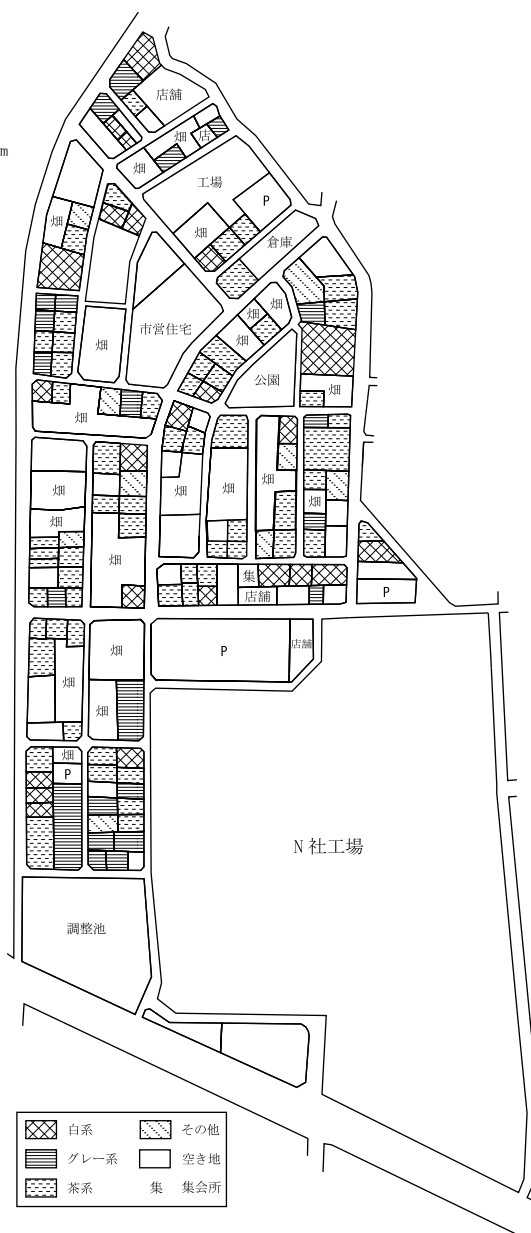 店舗
m
畑
店
畑
工場
P
畑
畑
倉庫
畑
畑
市営住宅
畑
畑
公園
畑
畑
畑
畑
畑
畑
畑
畑
畑
集
店舗
P
畑
P
店舗
畑
畑
畑
P
N 社工場
調整池
白系
その他
グレー系
空き地
茶系
集 集会所